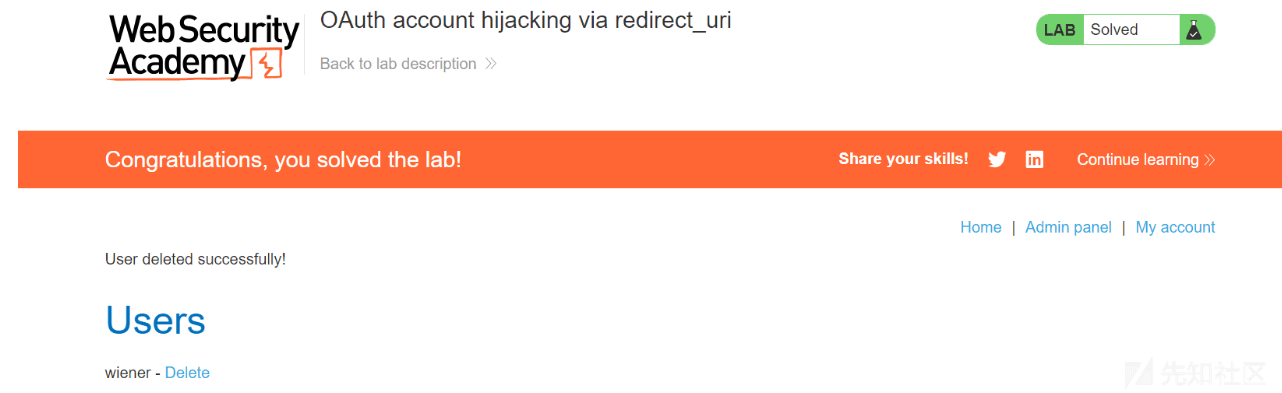 Web Security
Academy
OAuth account hijacking via redirect_uri
Back to lab description
LAB Solved
Congratulations, you solved the lab!
Share your skills!
Continue learning
Home | Admin panel | My account
User deleted successfully!
Users
wiener - Delete
先知社区